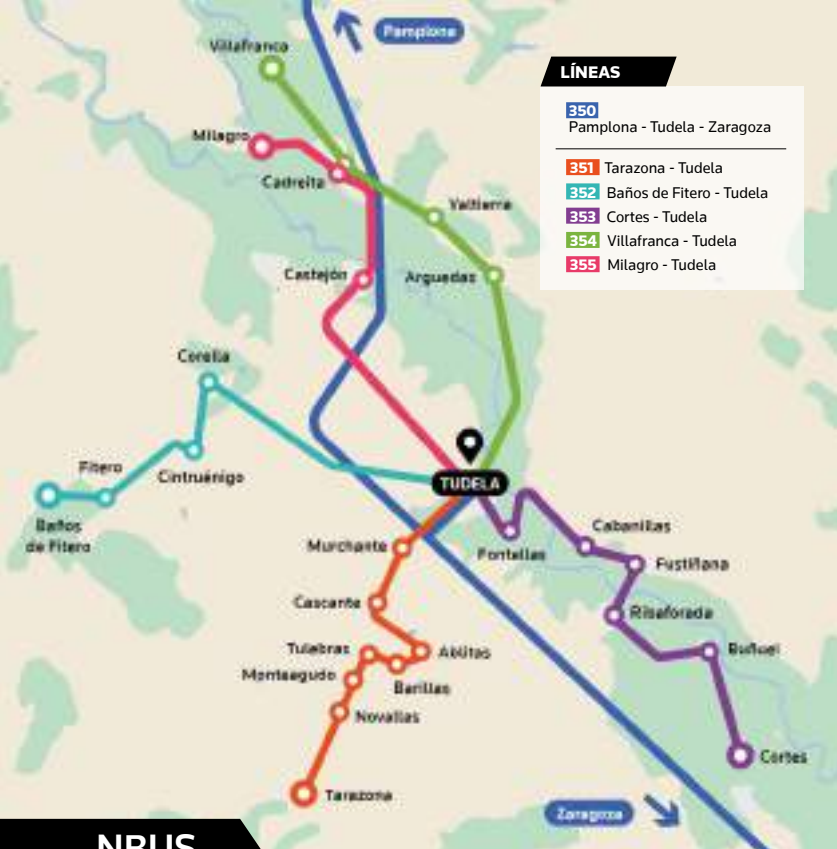 Pamplona
Villafranca
LÍNEAS
350
Pamplona - Tudela - Zaragoza
351 Tarazona - Tudela
352 Baños de Fitero - Tudela
353 Cortes - Tudela
354 Villafranca - Tudela
355 Milagro - Tudela
Milagro
Cadreita
Valtierra
Castejón
Arguedas
Corella
Fitero
Cintruénigo
TUDELA
Baños
de Fitero
Murchante
Fontellas
Cabanillas
Fustiñana
Cascante
Ribaforada
Tulebras
Ablitas
Buñuel
Monteagudo
Barillas
Novallas
Cortes
Tarazona
Zaragoza
NBUS